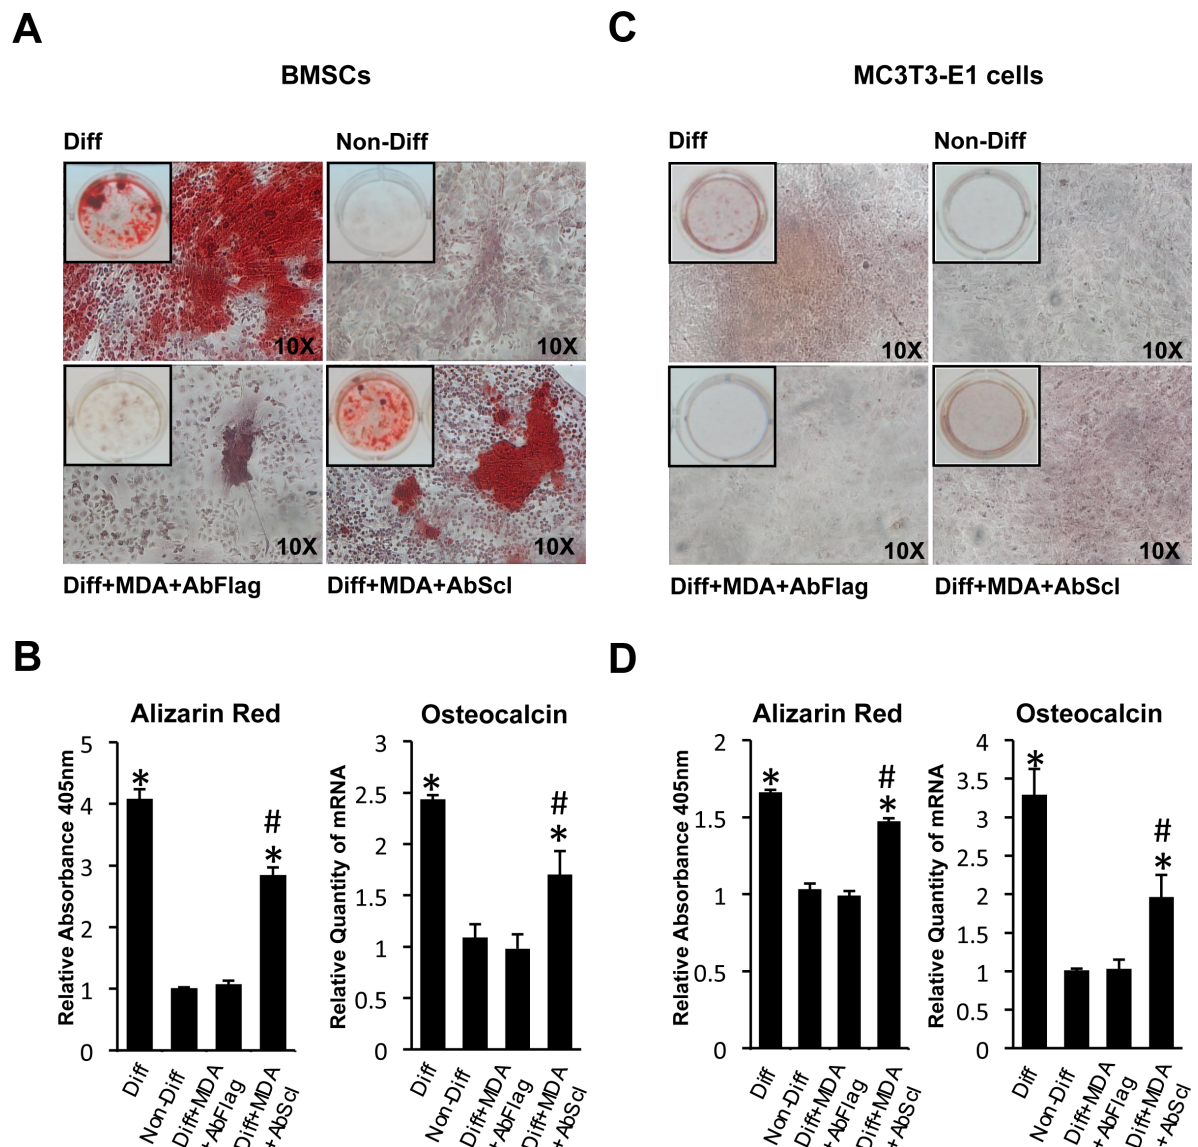 A
BMSCs
Diff
Non-Diff
10X
10X
10X
10X
Diff+MDA+AbFlag
Diff+MDA+AbScl
C
MC3T3-E1 cells
Diff
Non-Diff
10X
10X
10X
10X
Diff+MDA+AbFlag
Diff+MDA+AbScl
B
Alizarin Red
Relative Absorbance 405nm
5
4
3
2
1
0
*
#
*
Diff
Non-Diff
Diff+MDA
+AbFlag
Diff+MDA
+AbScl
Osteocalcin
Relative Quantity of mRNA
3
2.5
2
1.5
1
0.5
0
*
#
*
Diff
Non-Diff
Diff+MDA
+AbFlag
Diff+MDA
+AbScl
D
Alizarin Red
Relative Absorbance 405nm
2
1.5
1
0.5
0
*
#
*
Diff
Non-Diff
Diff+MDA
+AbFlag
Diff+MDA
+AbScl
Osteocalcin
Relative Quantity of mRNA
4
3.5
3
2.5
2
1.5
1
0.5
0
*
#
*
Diff
Non-Diff
Diff+MDA
+AbFlag
Diff+MDA
+AbScl